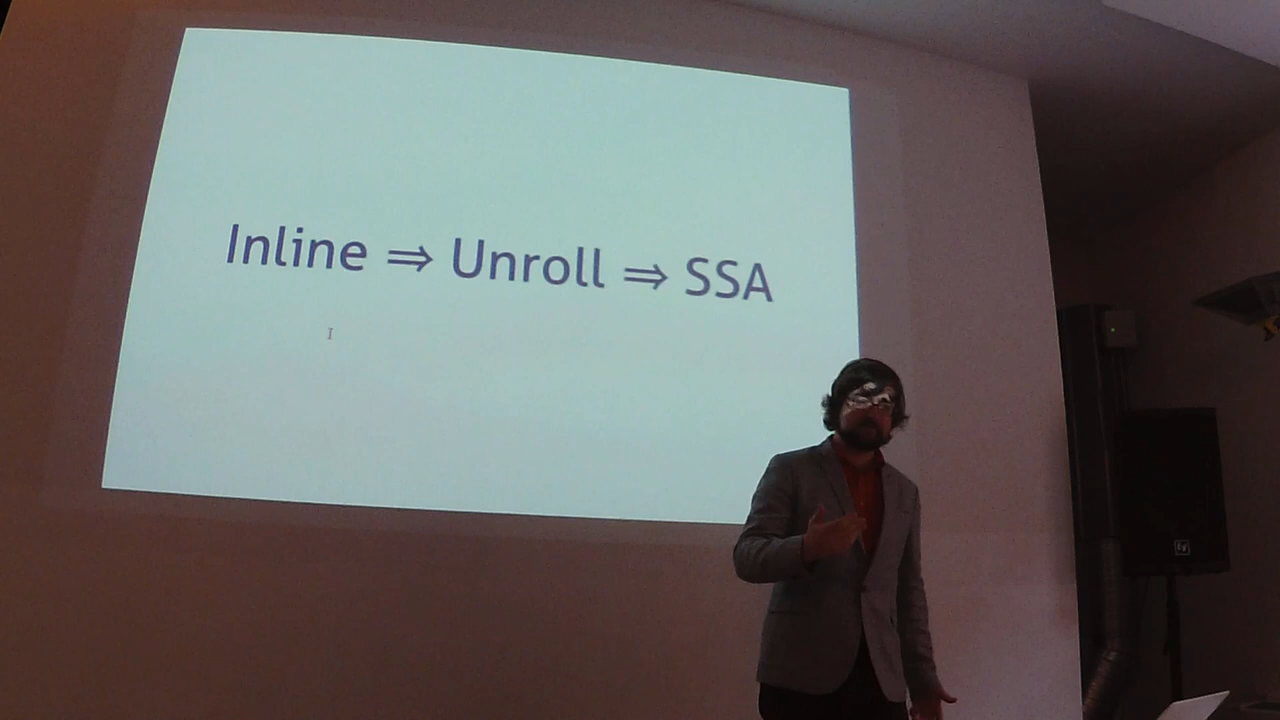 Inline ⇒ Unroll ⇒ SSA